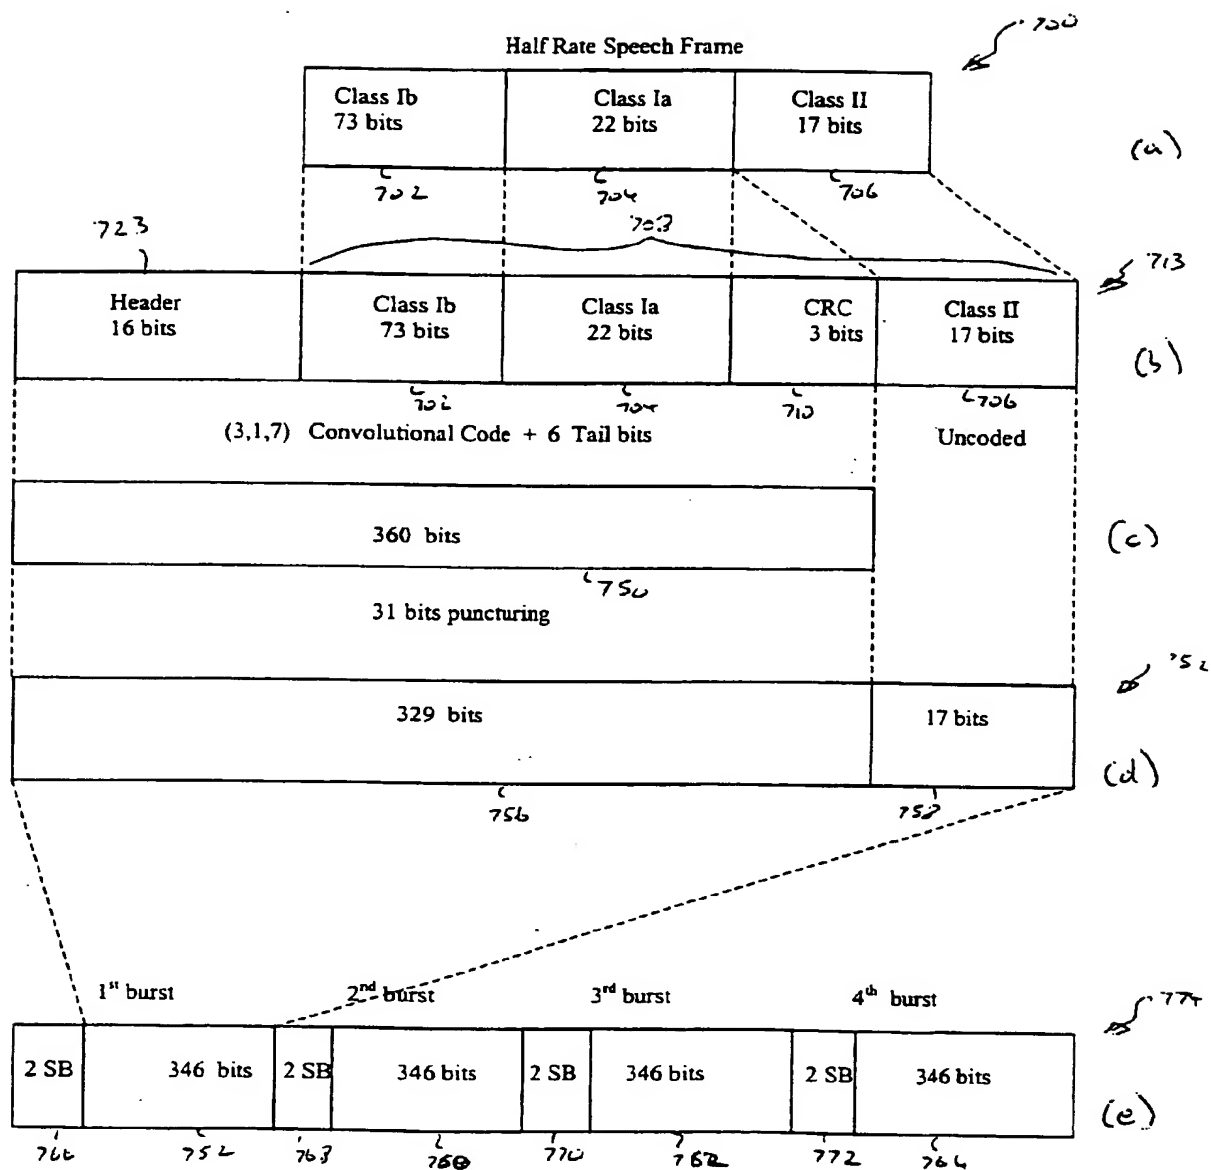 700
Half Rate Speech Frame
Class Ib
73 bits
Class Ia
22 bits
Class II
17 bits
(a)
702
704
706
723
703
713
Header
16 bits
Class Ib
73 bits
Class Ia
22 bits
CRC
3 bits
Class II
17 bits
(b)
702
704
710
706
(3,1,7) Convolutional Code + 6 Tail bits
Uncoded
360 bits
(c)
750
31 bits puncturing
752
329 bits
17 bits
(d)
756
758
1st burst
2nd burst
3rd burst
4th burst
774
2 SB
346 bits
2 SB
346 bits
2 SB
346 bits
2 SB
346 bits
(e)
766
752
768
770
772
764